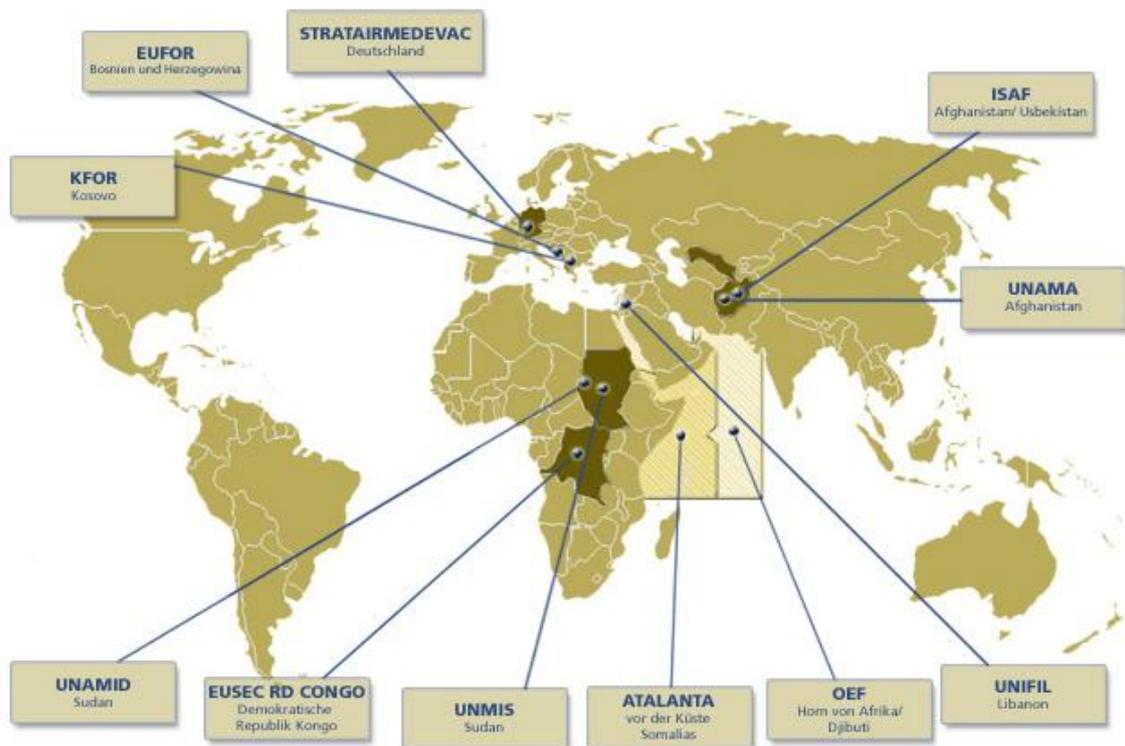 STRATAIRMEDEVAC
Deutschland
EUFOR
Bosnien und Herzegowina
ISAF
Afghanistan/ Usbekistan
KFOR
Kosovo
UNAMA
Afghanistan
UNAMID
Sudan
EUSEC RD CONGO
Demokratische
Republik Kongo
UNMIS
Sudan
ATALANTA
vor der Küste
Somalias
OEF
Horn von Afrika/
Djibuti
UNIFIL
Libanon